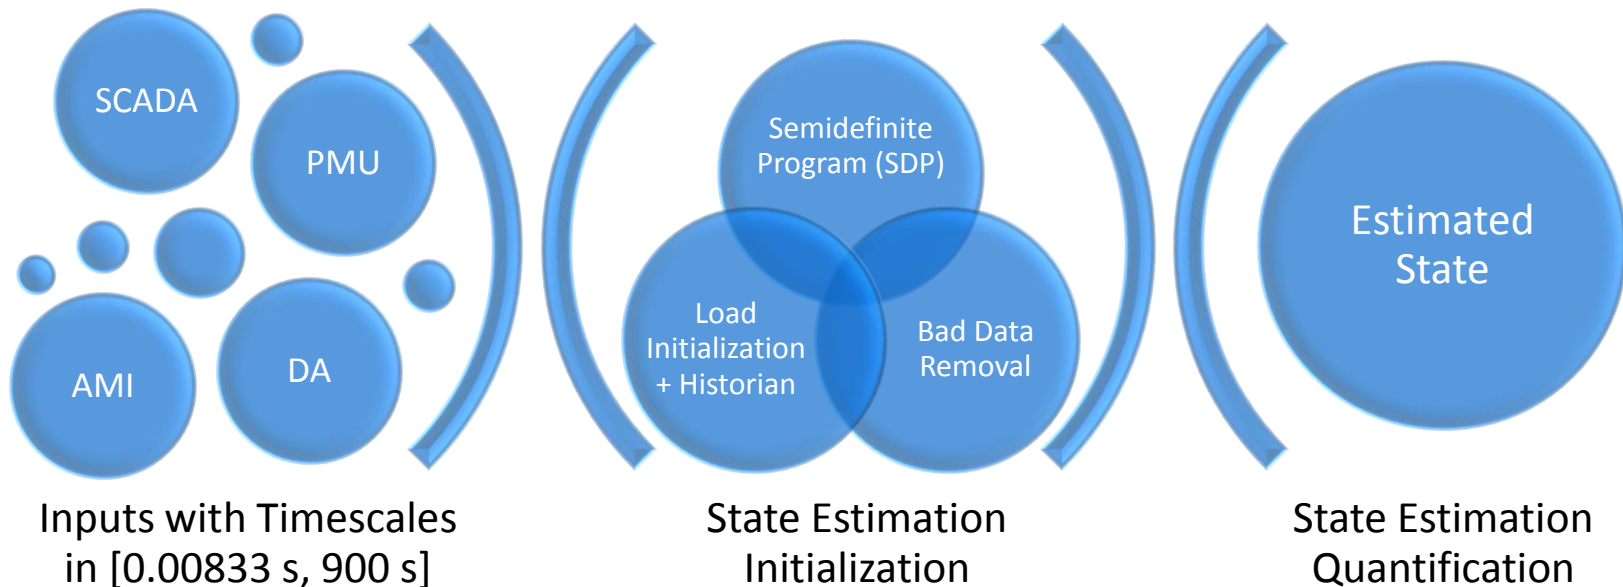 SCADA
PMU
AMI
DA
Inputs with Timescales
in [0.00833 s, 900 s]
Semidefinite
Program (SDP)
Load
Initialization
+ Historian
Bad Data
Removal
State Estimation
Initialization
Estimated
State
State Estimation
Quantification